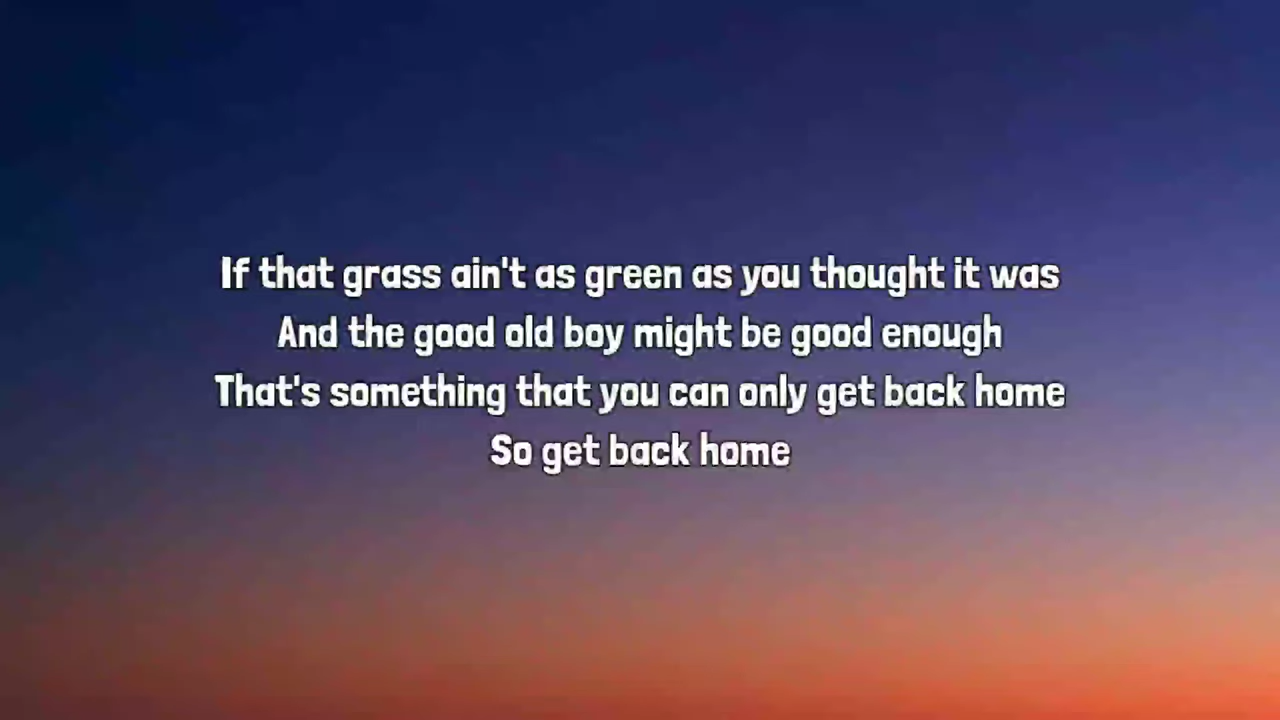 If that grass ain't as green as you thought it was
And the good old boy might be good enough
That's something that you can only get back home
So get back home